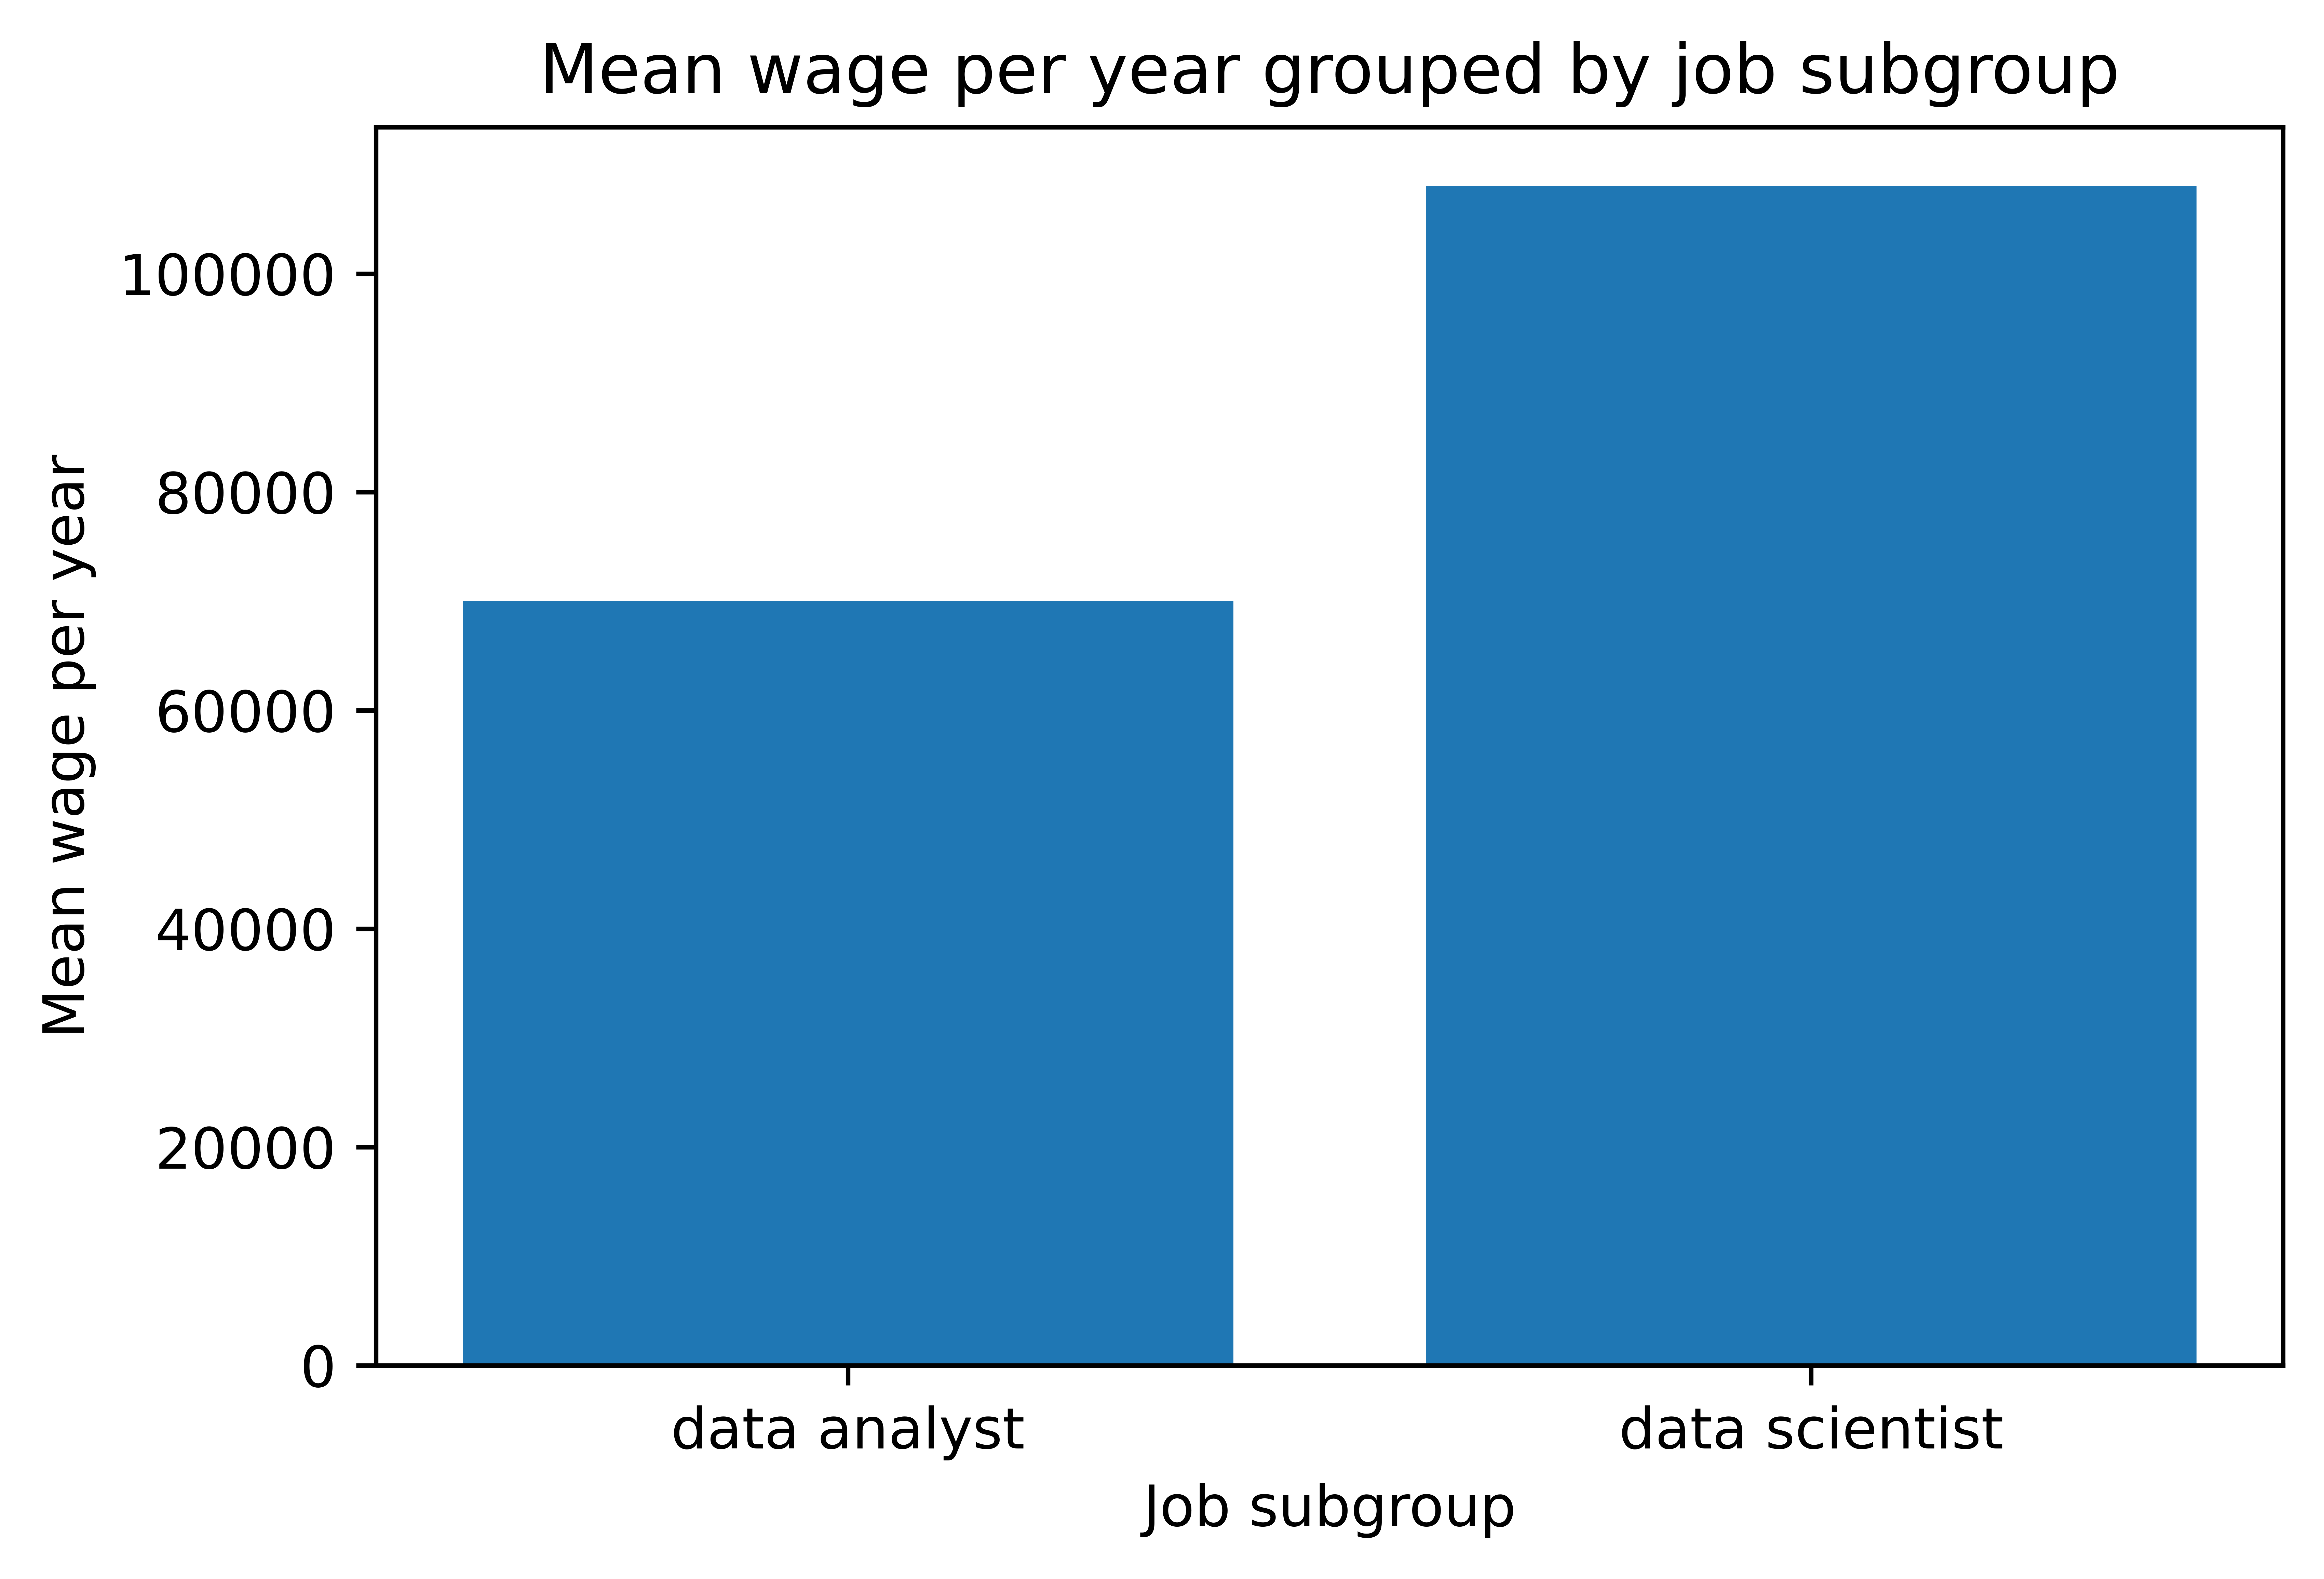 Mean wage per year grouped by job subgroup
Mean wage per year
100000
80000
60000
40000
20000
0
data analyst
data scientist
Job subgroup